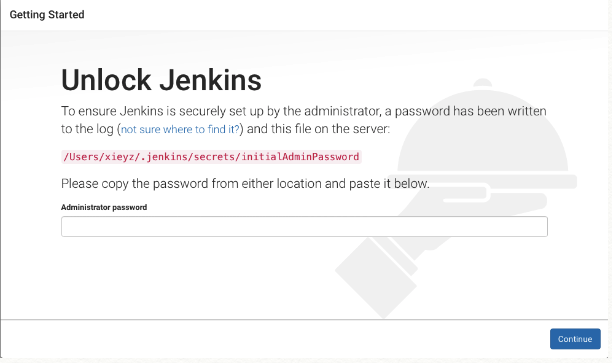 Getting Started
Unlock Jenkins
To ensure Jenkins is securely set up by the administrator, a password has been written
to the log (not sure where to find it?) and this file on the server:
/Users/xieyz/.jenkins/secrets/initialAdminPassword
Please copy the password from either location and paste it below.
Administrator password
Continue